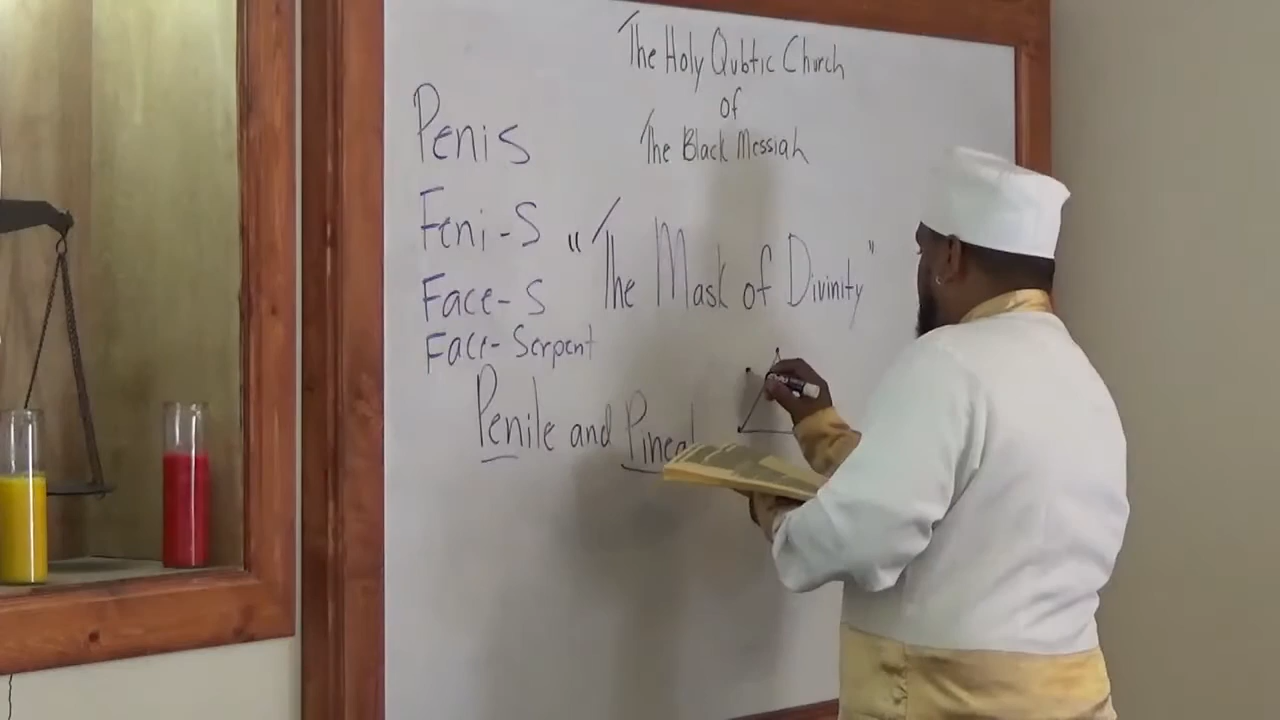 The Holy Qubtic Church
of
The Black Messiah
Penis
Feni-S
Face-S
Face-Serpent
"The Mask of Divinity"
Penile and Pineal